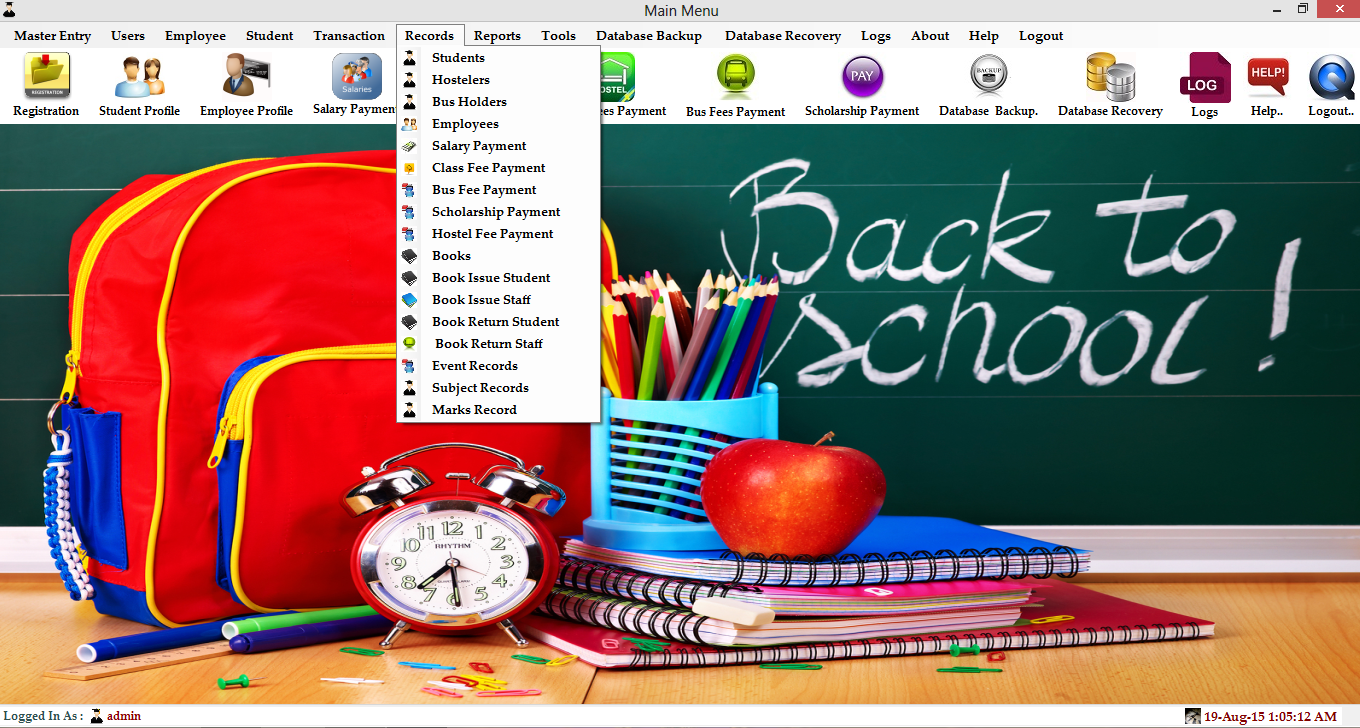 Main Menu
Master Entry Users Employee Student Transaction Records Reports Tools Database Backup Database Recovery Logs About Help Logout
REGISTRATION
Salaries
HOSTEL
PAY
BACKUP
LOG
HELP!
Registration Student Profile Employee Profile Salary Paymen ees Payment Bus Fees Payment Scholarship Payment Database Backup. Database Recovery Logs Help.. Logout..
Students
Hostelers
Bus Holders
Employees
Salary Payment
Class Fee Payment
Bus Fee Payment
Scholarship Payment
Hostel Fee Payment
Books
Book Issue Student
Book Issue Staff
Book Return Student
Book Return Staff
Event Records
Subject Records
Marks Record
Back to
School!
12 1 2 3 4 5 7 8 9 10 11
RHYTHM
Logged In As : admin
19-Aug-15 1:05:12 AM